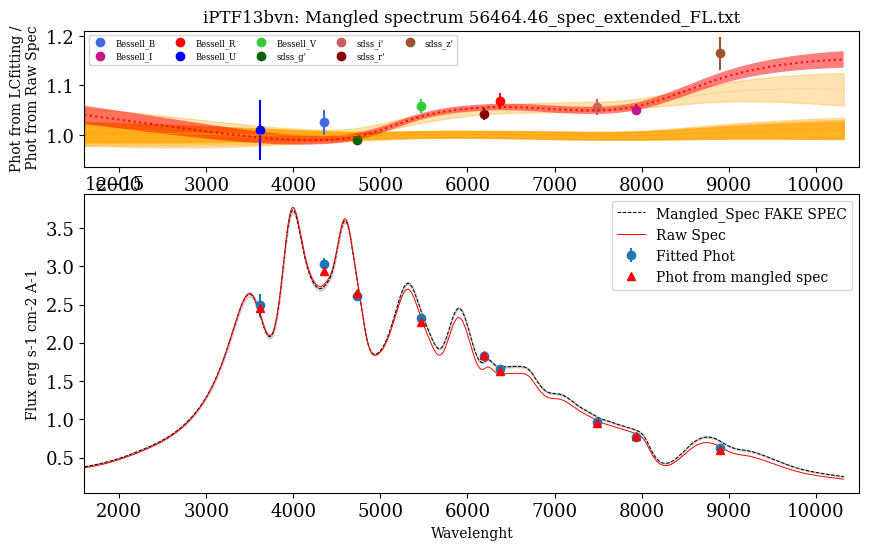 iPTF13bvn: Mangled spectrum 56464.46_spec_extended_FL.txt
Phot from LCfitting /
Phot from Raw Spec
1.2
1.1
1.0
Bessell_B
Bessell_I
Bessell_R
Bessell_U
Bessell_V
sdss_g'
sdss_i'
sdss_r'
sdss_z'
2000 3000 4000 5000 6000 7000 8000 9000 10000
1e−15
Flux erg s-1 cm-2 A-1
3.5
3.0
2.5
2.0
1.5
1.0
0.5
Mangled_Spec FAKE SPEC
Raw Spec
Fitted Phot
Phot from mangled spec
2000 3000 4000 5000 6000 7000 8000 9000 10000
Wavelenght